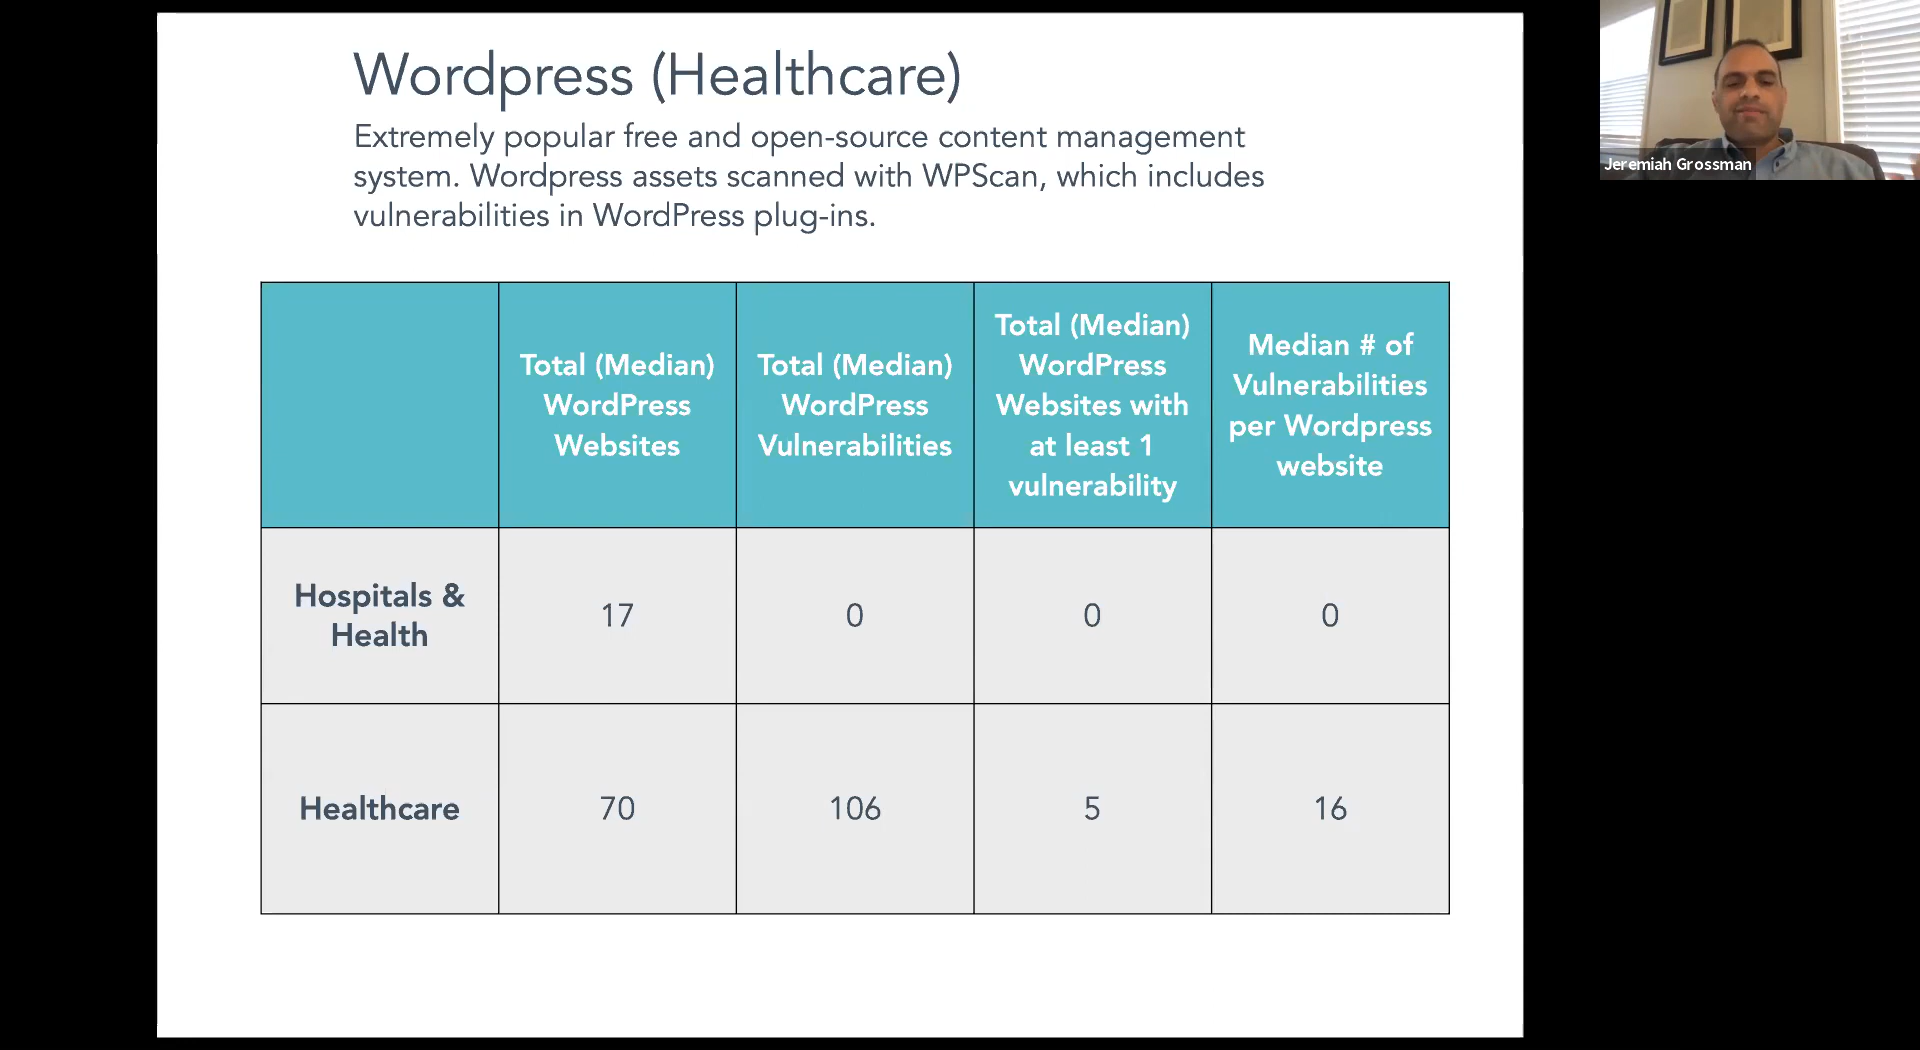 Wordpress (Healthcare)
Extremely popular free and open-source content management
system. Wordpress assets scanned with WPScan, which includes
vulnerabilities in WordPress plug-ins.
Jeremiah Grossman
Total (Median)
WordPress
Websites
Total (Median)
WordPress
Vulnerabilities
Total (Median)
WordPress
Websites with
at least 1
vulnerability
Median # of
Vulnerabilities
per Wordpress
website
Hospitals &
Health
17
0
0
0
Healthcare
70
106
5
16